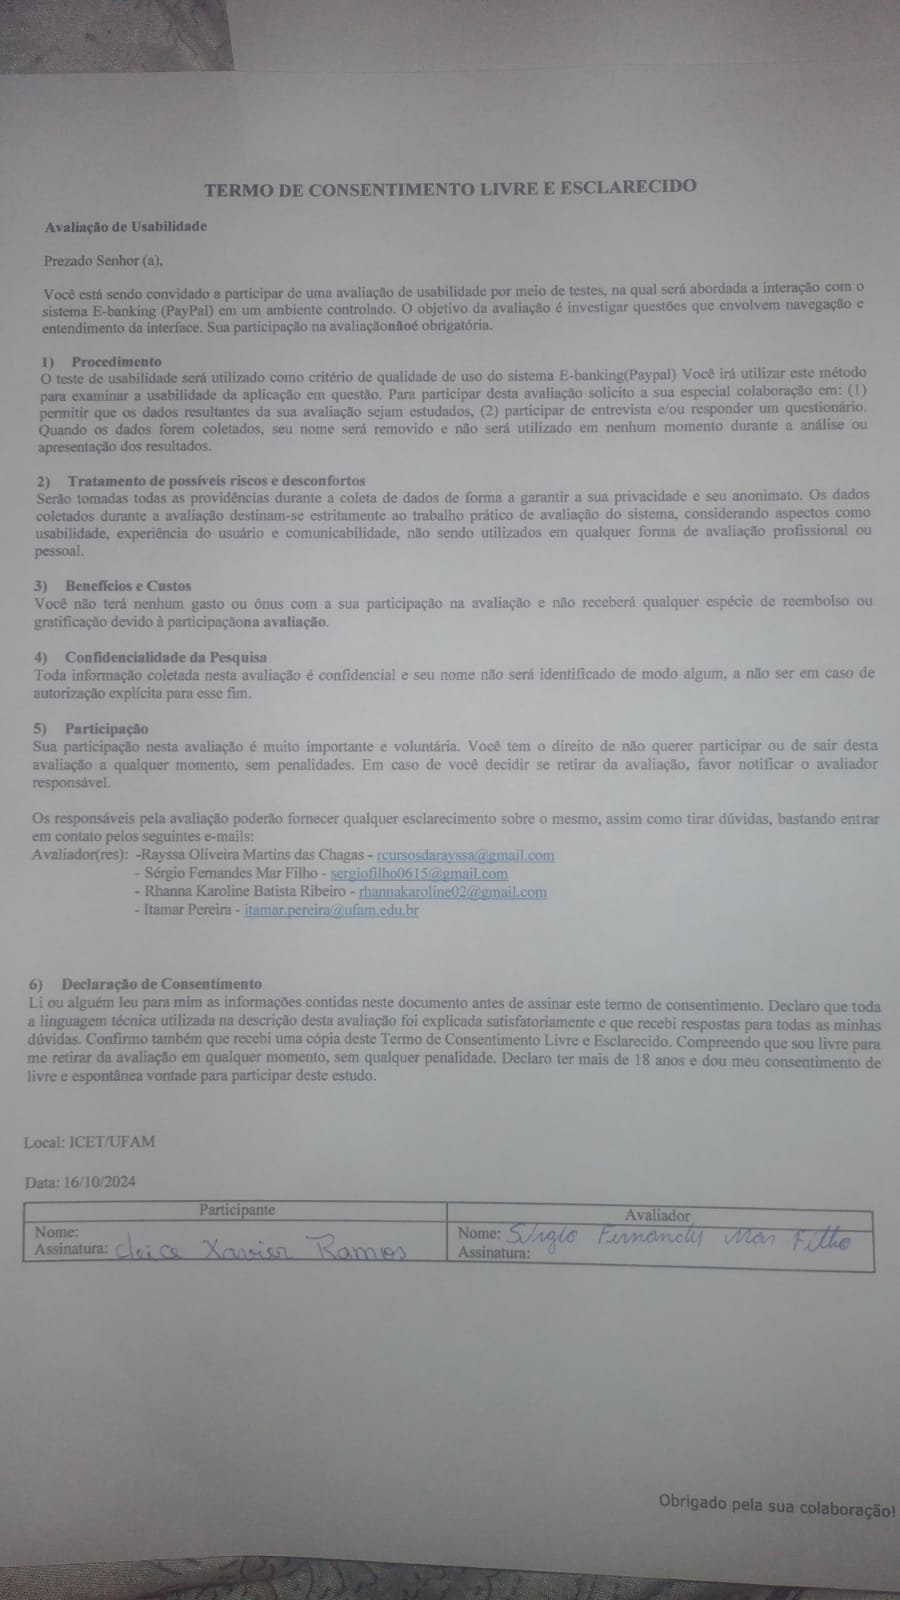 TERMO DE CONSENTIMENTO LIVRE E ESCLARECIDO
Avaliação de Usabilidade
Prezado Senhor (a),
Você está sendo convidado a participar de uma avaliação de usabilidade por meio de testes, na qual será abordada a interação com o
sistema E-banking (PayPal) em um ambiente controlado. O objetivo da avaliação é investigar questões que envolvem navegação e
entendimento da interface. Sua participação na avaliaçãonãoé obrigatória.
1) Procedimento
O teste de usabilidade será utilizado como critério de qualidade de uso do sistema E-banking(Paypal) Você irá utilizar este método
para examinar a usabilidade da aplicação em questão. Para participar desta avaliação solicito a sua especial colaboração em: (1)
permitir que os dados resultantes da sua avaliação sejam estudados, (2) participar de entrevista e/ou responder um questionário.
Quando os dados forem coletados, seu nome será removido e não será utilizado em nenhum momento durante a análise ou
apresentação dos resultados.
2) Tratamento de possíveis riscos e desconfortos
Serão tomadas todas as providências durante a coleta de dados de forma a garantir a sua privacidade e seu anonimato. Os dados
coletados durante a avaliação destinam-se estritamente ao trabalho prático de avaliação do sistema, considerando aspectos como
usabilidade, experiência do usuário e comunicabilidade, não sendo utilizados em qualquer forma de avaliação profissional ou
pessoal.
3) Benefícios e Custos
Você não terá nenhum gasto ou ônus com a sua participação na avaliação e não receberá qualquer espécie de reembolso ou
gratificação devido à participaçãona avaliação.
4) Confidencialidade da Pesquisa
Toda informação coletada nesta avaliação é confidencial e seu nome não será identificado de modo algum, a não ser em caso de
autorização explícita para esse fim.
5) Participação
Sua participação nesta avaliação é muito importante e voluntária. Você tem o direito de não querer participar ou de sair desta
avaliação a qualquer momento, sem penalidades. Em caso de você decidir se retirar da avaliação, favor notificar o avaliador
responsável.
Os responsáveis pela avaliação poderão fornecer qualquer esclarecimento sobre o mesmo, assim como tirar dúvidas, bastando entrar
em contato pelos seguintes e-mails:
Avaliador(res): -Rayssa Oliveira Martins das Chagas - rcursosdarayssa@gmail.com
- Sérgio Fernandes Mar Filho - sergiofilho0615@gmail.com
- Rhanna Karoline Batista Ribeiro - rhannakaroline02@gmail.com
- Itamar Pereira - itamar.pereira@ufam.edu.br
6) Declaração de Consentimento
Li ou alguém leu para mim as informações contidas neste documento antes de assinar este termo de consentimento. Declaro que toda
a linguagem técnica utilizada na descrição desta avaliação foi explicada satisfatoriamente e que recebi respostas para todas as minhas
dúvidas. Confirmo também que recebi uma cópia deste Termo de Consentimento Livre e Esclarecido. Compreendo que sou livre para
me retirar da avaliação em qualquer momento, sem qualquer penalidade. Declaro ter mais de 18 anos e dou meu consentimento de
livre e espontânea vontade para participar deste estudo.
Local: ICET/UFAM
Data: 16/10/2024
Participante
Nome:
Assinatura: Xavier Ramos
Avaliador
Nome: Sérgio Fernandes Mar Filho
Assinatura:
Obrigado pela sua colaboração!